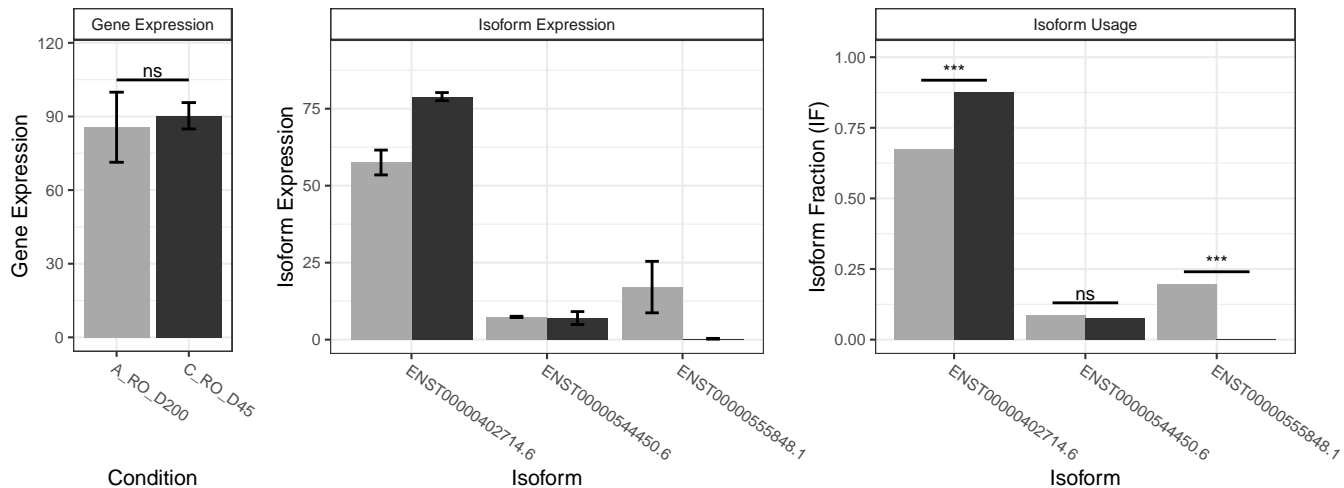 Gene Expression
Isoform Expression
Isoform Usage
Gene Expression
120
90
60
30
0
ns
A_RO_D200
C_RO_D45
Condition
Isoform Expression
75
50
25
0
ENST00000402714.6
ENST00000544450.6
ENST00000555848.1
Isoform
Isoform Fraction (IF)
1.00
0.75
0.50
0.25
0.00
***
ns
***
ENST00000402714.6
ENST00000544450.6
ENST00000555848.1
Isoform